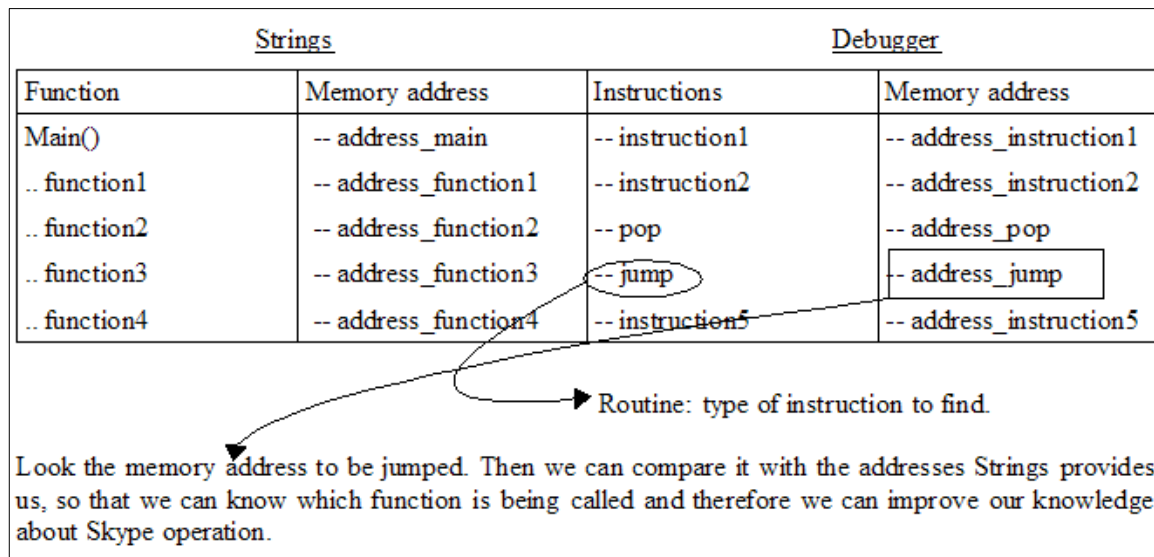 Strings Debugger
Function Memory address Instructions Memory address
Main() -- address_main -- instruction1 -- address_instruction1
.. function1 -- address_function1 -- instruction2 -- address_instruction2
.. function2 -- address_function2 -- pop -- address_pop
.. function3 -- address_function3 -- jump -- address_jump
.. function4 -- address_function4 -- instruction5 -- address_instruction5
Routine: type of instruction to find.
Look the memory address to be jumped. Then we can compare it with the addresses Strings provides
us, so that we can know which function is being called and therefore we can improve our knowledge
about Skype operation.